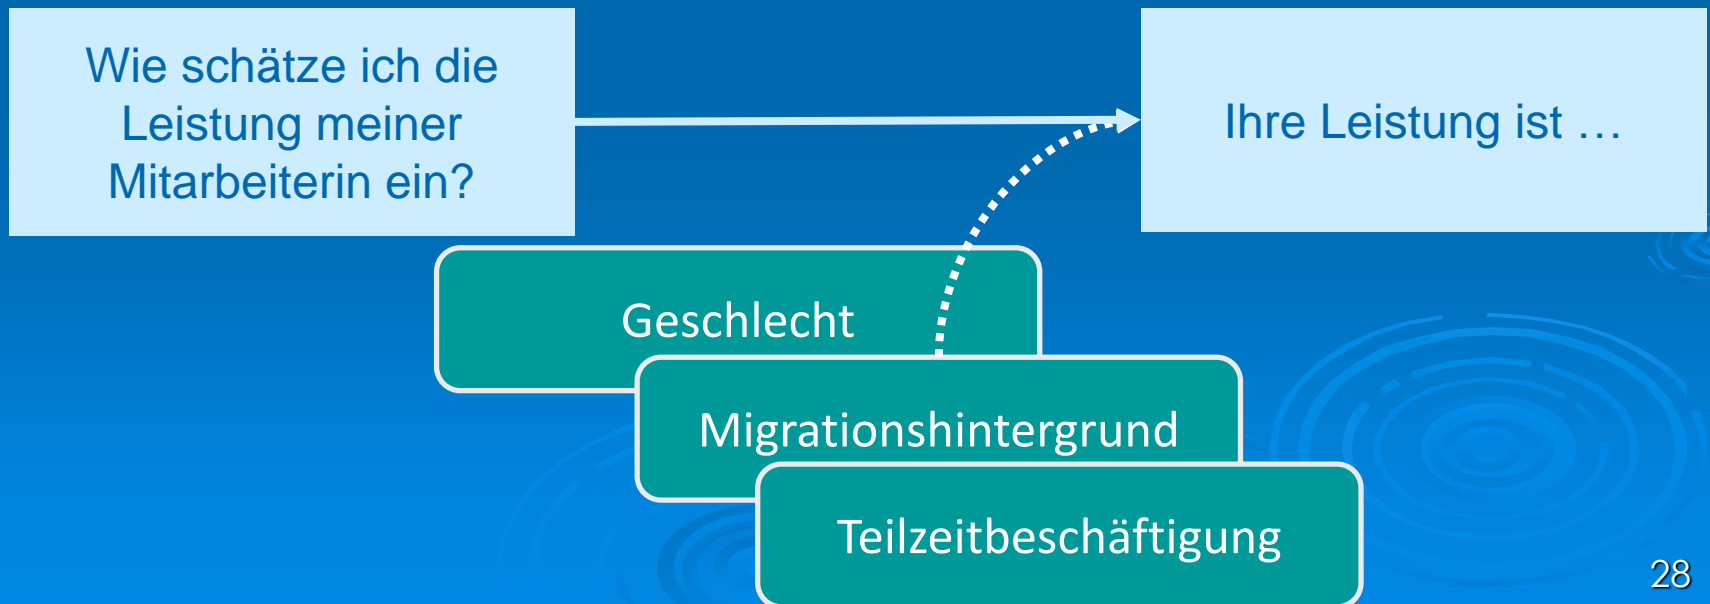 Wie schätze ich die
Leistung meiner
Mitarbeiterin ein?
Ihre Leistung ist …
Geschlecht
Migrationshintergrund
Teilzeitbeschäftigung
28